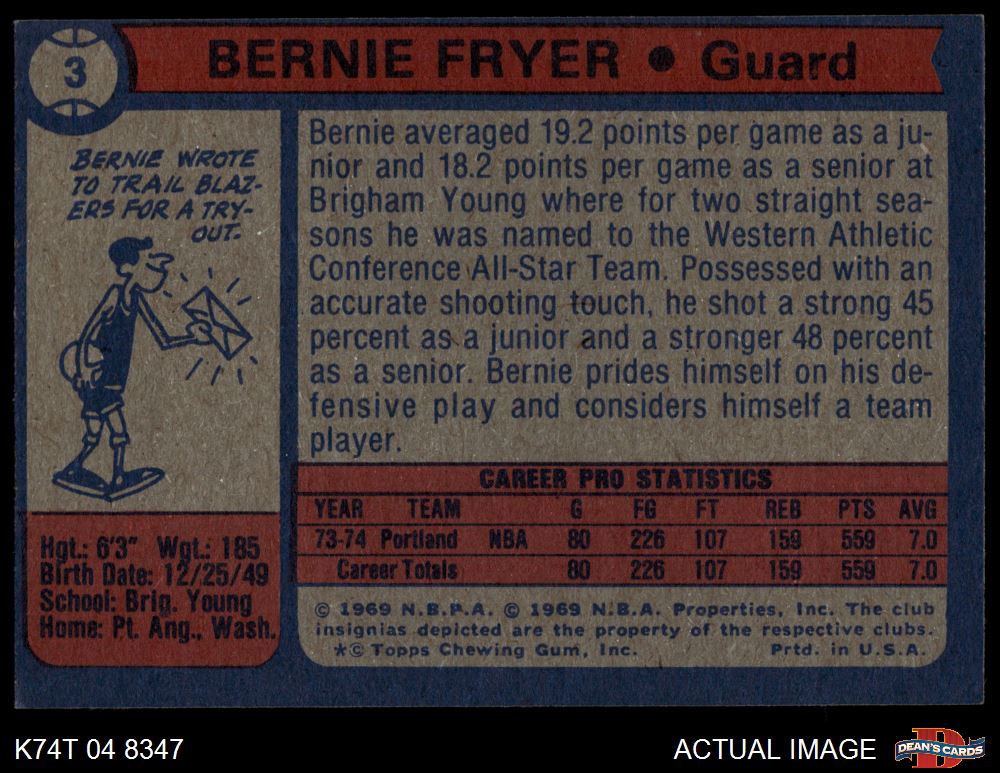 3
BERNIE FRYER • Guard
BERNIE WROTE
TO TRAIL BLAZ-
ERS FOR A TRY-
OUT.
Bernie averaged 19.2 points per game as a ju-
nior and 18.2 points per game as a senior at
Brigham Young where for two straight sea-
sons he was named to the Western Athletic
Conference All-Star Team. Possessed with an
accurate shooting touch, he shot a strong 45
percent as a junior and a stronger 48 percent
as a senior. Bernie prides himself on his de-
fensive play and considers himself a team
player.
Hgt.: 6'3" Wgt.: 185
Birth Date: 12/25/49
School: Brig. Young
Home: Pt. Ang., Wash.
CAREER PRO STATISTICS
YEAR TEAM G FG FT REB PTS AVG
73-74 Portland NBA 80 226 107 159 559 7.0
Career Totals 80 226 107 159 559 7.0
© 1969 N.B.P.A. © 1969 N.B.A. Properties, Inc. The club
insignias depicted are the property of the respective clubs.
*© Topps Chewing Gum, Inc. Prtd. in U.S.A.
K74T 04 8347
ACTUAL IMAGE
D
DEAN'S CARDS